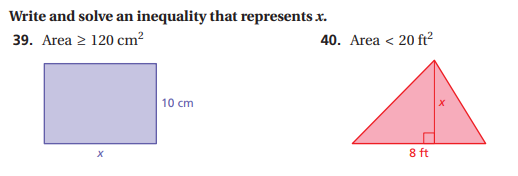 Write and solve an inequality that represents x.
39. Area ≥ 120 cm²
10 cm
x
40. Area < 20 ft²
x
8 ft